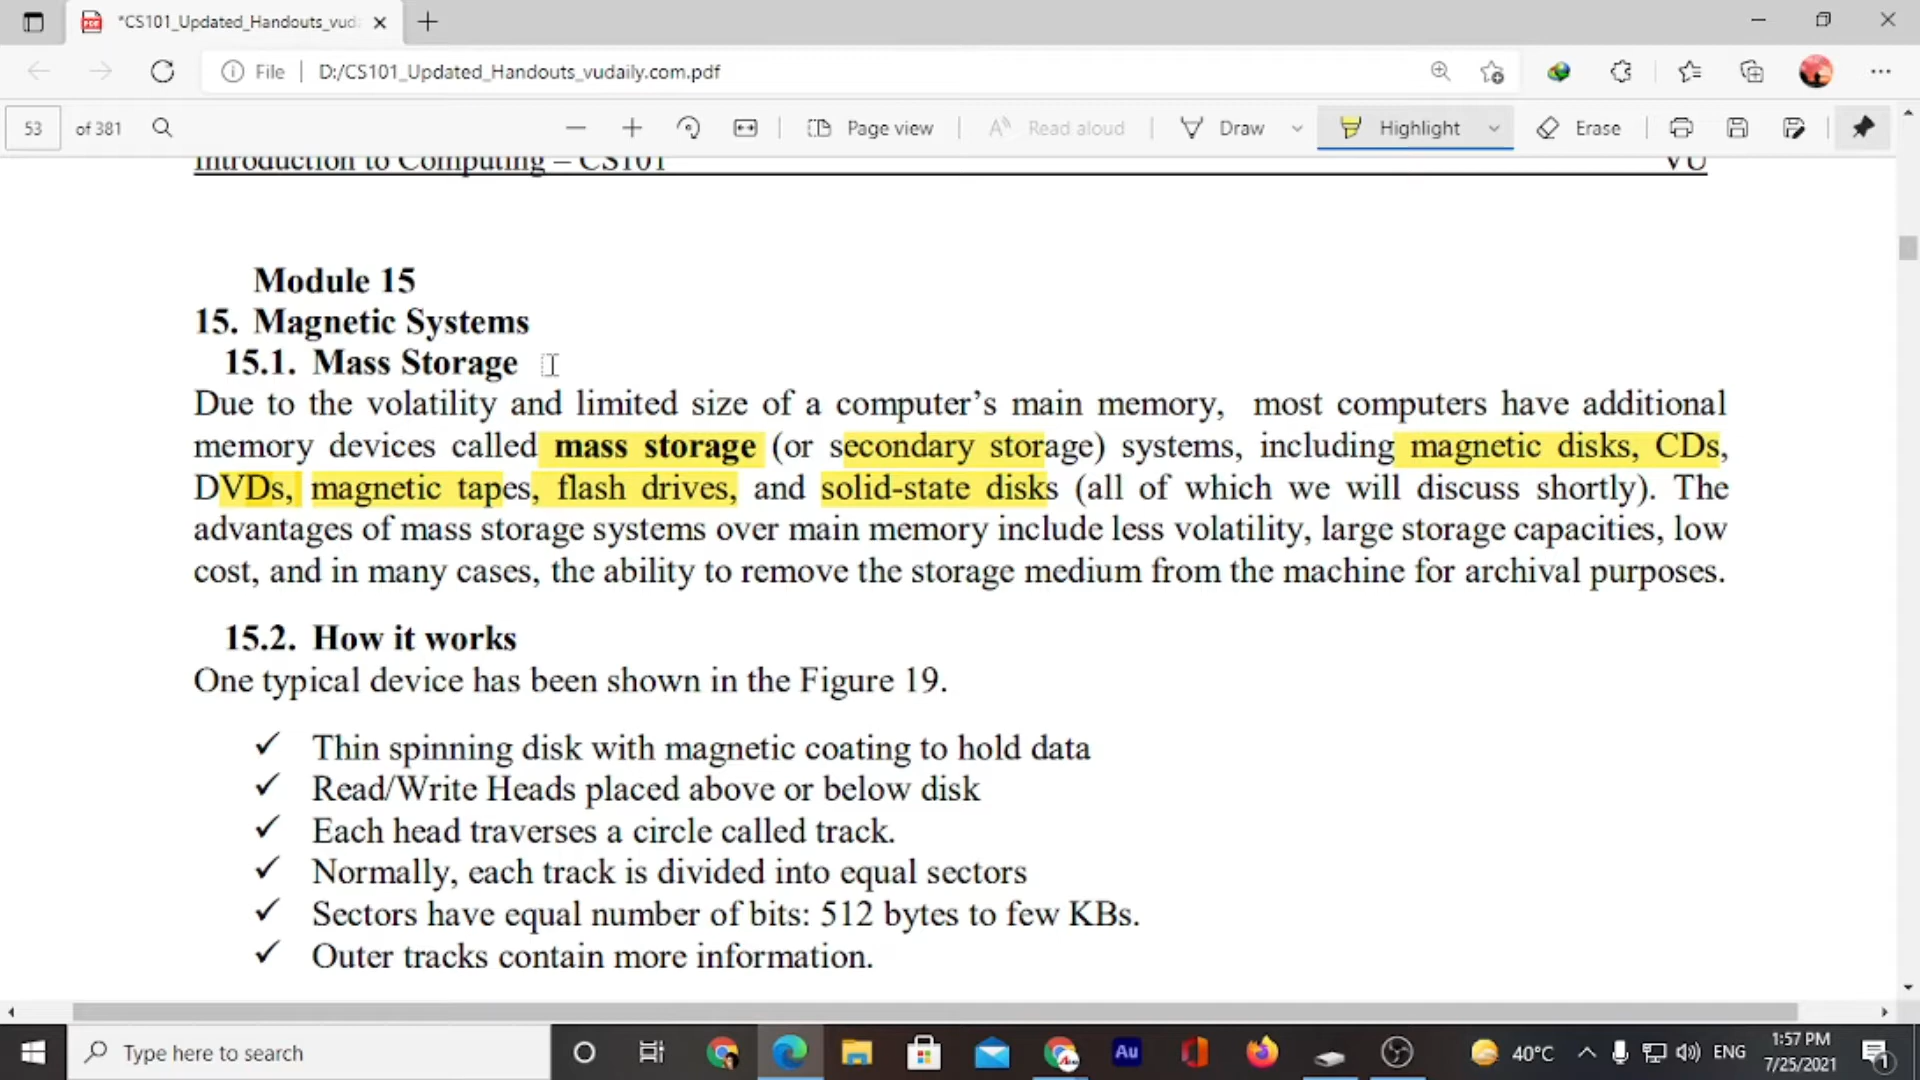 *CS101_Updated_Handouts_vud
File D:/CS101_Updated_Handouts_vudaily.com.pdf
53 of 381 Page view Read aloud Draw Highlight Erase
Introduction to Computing – CS101 VU
Module 15
15. Magnetic Systems
15.1. Mass Storage
Due to the volatility and limited size of a computer’s main memory, most computers have additional
memory devices called mass storage (or secondary storage) systems, including magnetic disks, CDs,
DVDs, magnetic tapes, flash drives, and solid-state disks (all of which we will discuss shortly). The
advantages of mass storage systems over main memory include less volatility, large storage capacities, low
cost, and in many cases, the ability to remove the storage medium from the machine for archival purposes.
15.2. How it works
One typical device has been shown in the Figure 19.
✓ Thin spinning disk with magnetic coating to hold data
✓ Read/Write Heads placed above or below disk
✓ Each head traverses a circle called track.
✓ Normally, each track is divided into equal sectors
✓ Sectors have equal number of bits: 512 bytes to few KBs.
✓ Outer tracks contain more information.
Type here to search Au 40°C ENG 1:57 PM
7/25/2021 1